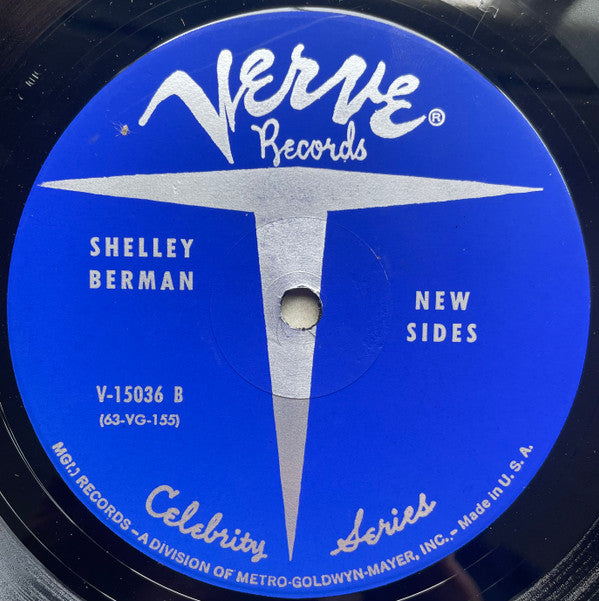 VERVE®
Records
SHELLEY
BERMAN
NEW
SIDES
V-15036 B
(63-VG-155)
Celebrity Series
MG(.) RECORDS–A DIVISION OF METRO-GOLDWYN-MAYER, INC.–Made in U.S.A.